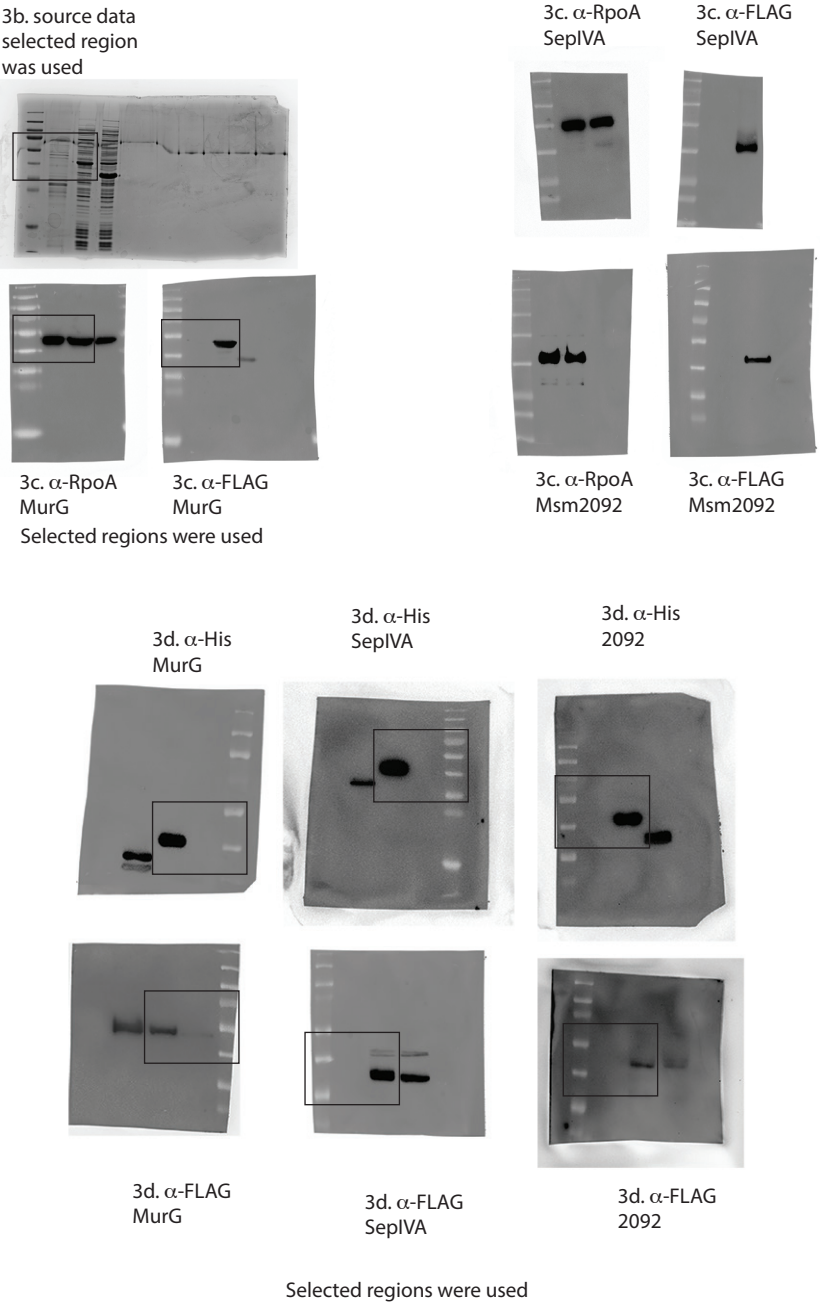 3b. source data
selected region
was used
3c. α-RpoA
SepIVA
3c. α-FLAG
SepIVA
3c. α-RpoA
MurG
3c. α-FLAG
MurG
Selected regions were used
3c. α-RpoA
Msm2092
3c. α-FLAG
Msm2092
3d. α-His
MurG
3d. α-His
SepIVA
3d. α-His
2092
3d. α-FLAG
MurG
3d. α-FLAG
SepIVA
3d. α-FLAG
2092
Selected regions were used